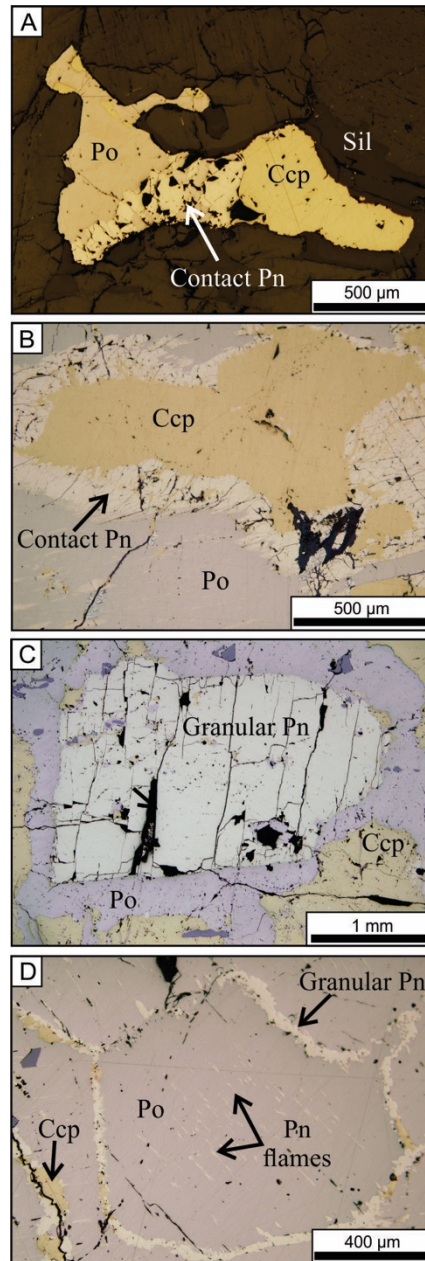 A
Po
Sil
Ccp
Contact Pn
500 µm
B
Ccp
Contact Pn
Po
500 µm
C
Granular Pn
Ccp
Po
1 mm
D
Granular Pn
Po
Pn
flames
Ccp
400 µm